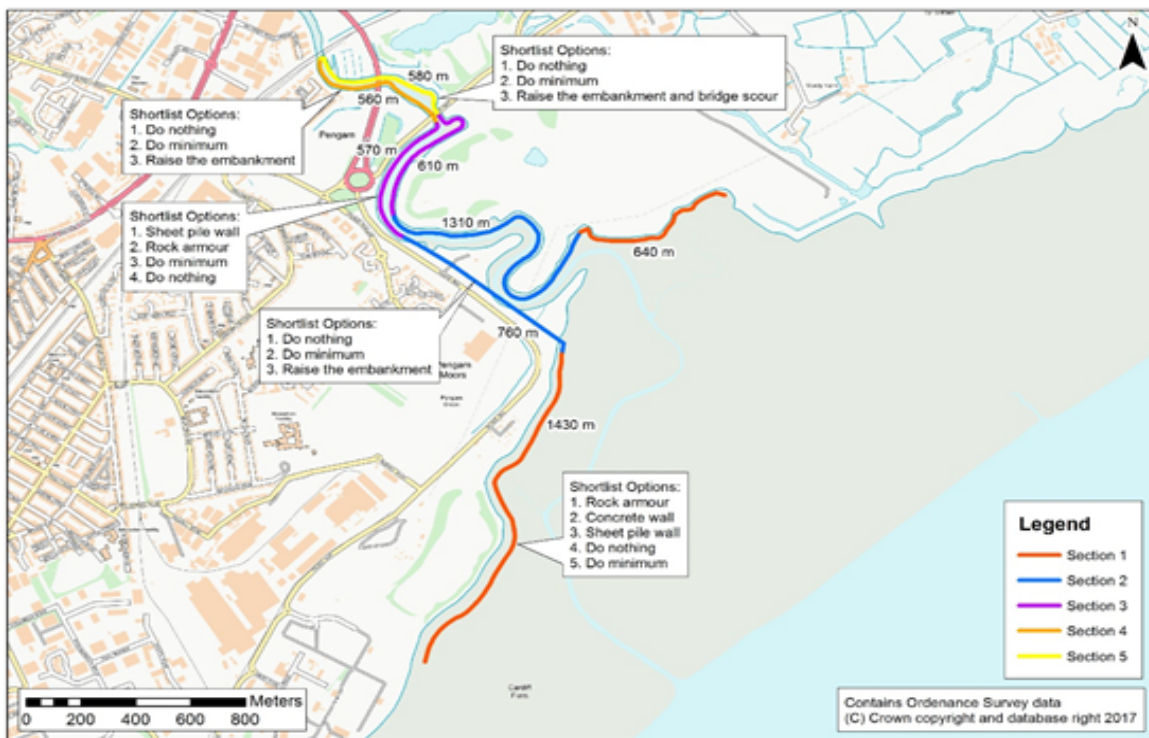 N
Shortlist Options:
1. Do nothing
2. Do minimum
3. Raise the embankment and bridge scour
580 m
560 m
Shortlist Options:
1. Do nothing
2. Do minimum
3. Raise the embankment
Pengam
570 m
610 m
Shortlist Options:
1. Sheet pile wall
2. Rock armour
3. Do minimum
4. Do nothing
1310 m
640 m
Shortlist Options:
1. Do nothing
2. Do minimum
3. Raise the embankment
760 m
Pengam
Moors
Pengam
Green
1430 m
Shortlist Options:
1. Rock armour
2. Concrete wall
3. Sheet pile wall
4. Do nothing
5. Do minimum
Legend
Section 1
Section 2
Section 3
Section 4
Section 5
Meters
0 200 400 600 800
Cardiff
Flats
Contains Ordenance Survey data
(C) Crown copyright and database right 2017